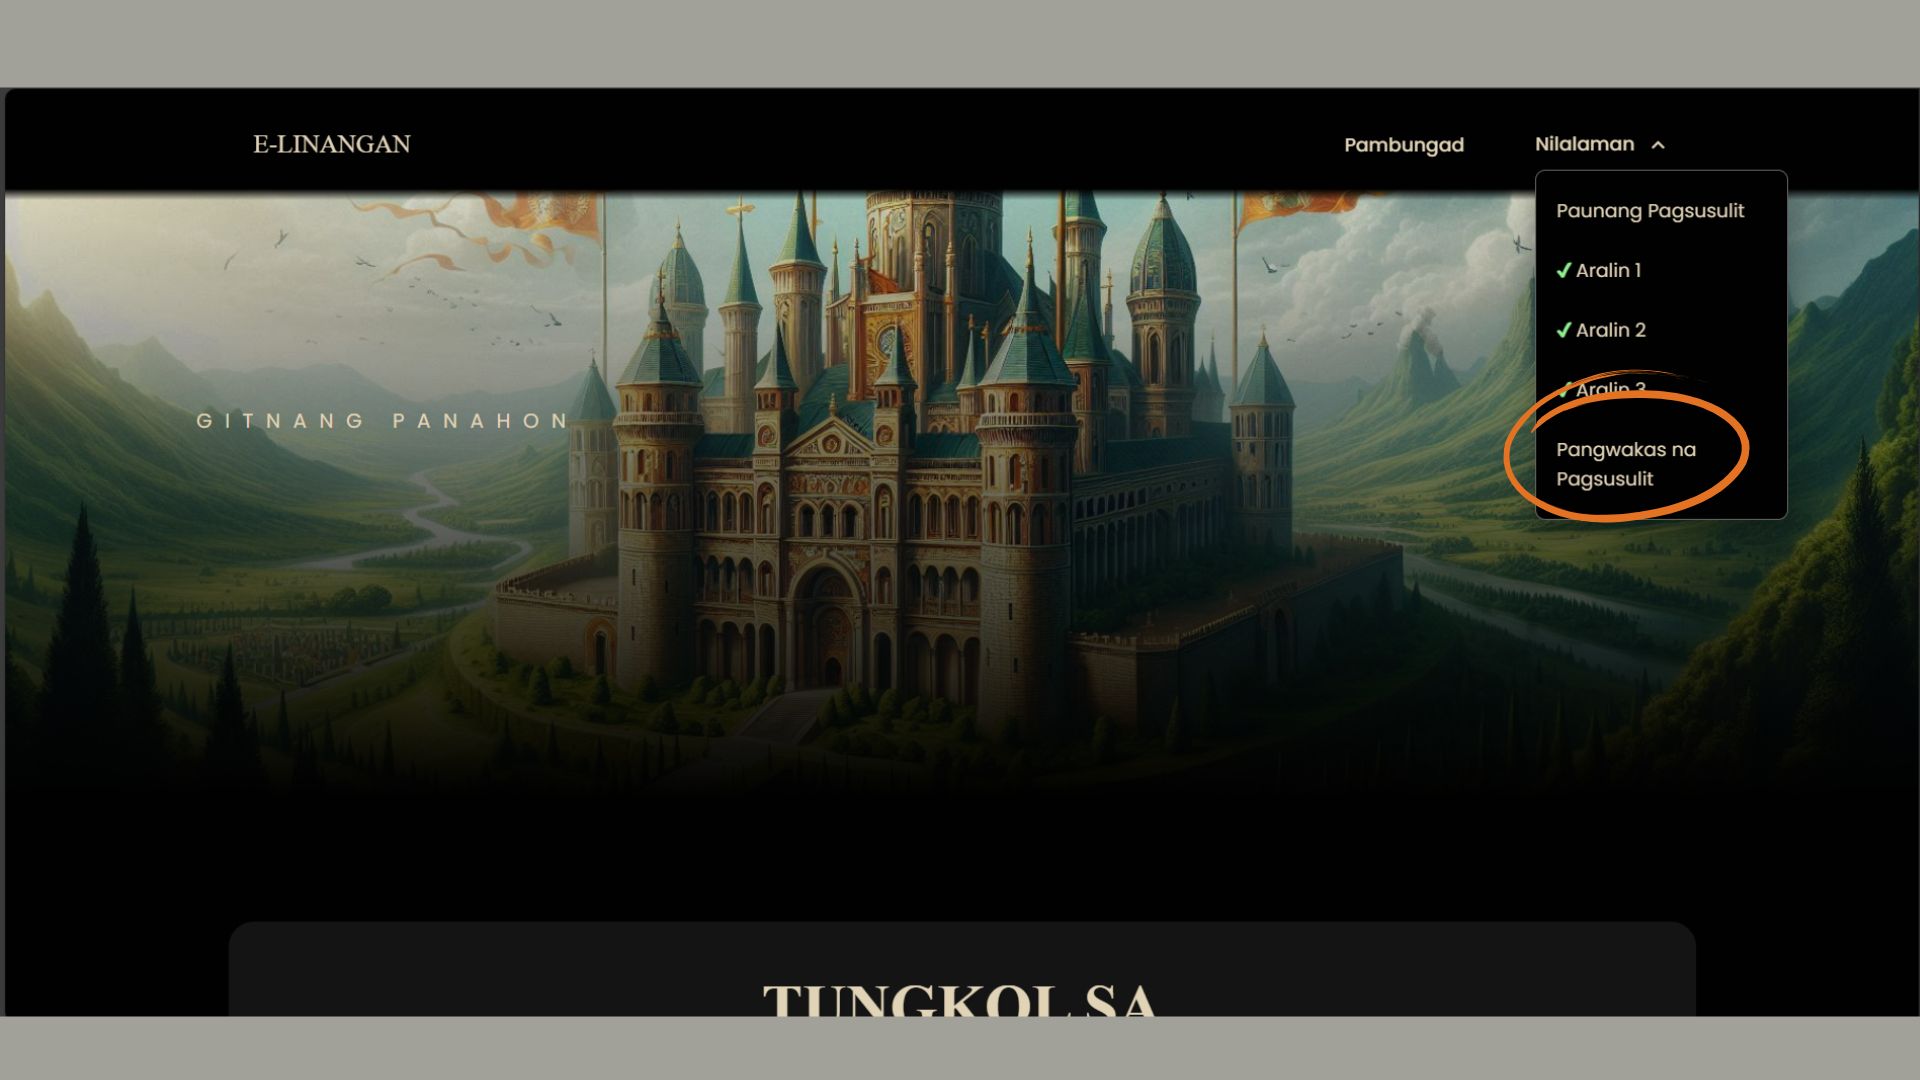 E-LINANGAN
Pambungad
Nilalaman
Paunang Pagsusulit
✓ Aralin 1
✓ Aralin 2
✓ Aralin 3
Pangwakas na
Pagsusulit
GITNANG PANAHON
TUNGKOL SA